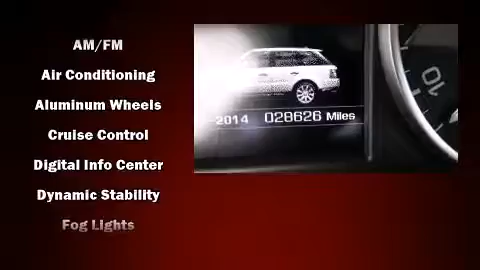 AM/FM
Air Conditioning
Aluminum Wheels
Cruise Control
Digital Info Center
Dynamic Stability
Fog Lights
-2014 028626 Miles
10